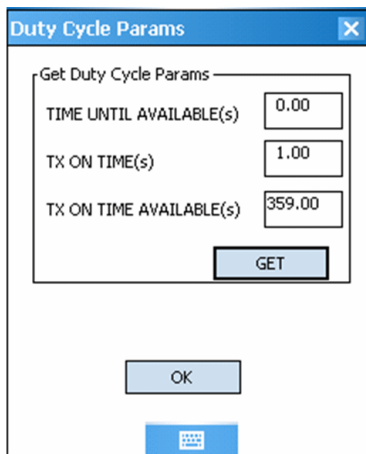 Duty Cycle Params
Get Duty Cycle Params
TIME UNTIL AVAILABLE(s) 0.00
TX ON TIME(s) 1.00
TX ON TIME AVAILABLE(s) 359.00
GET
OK